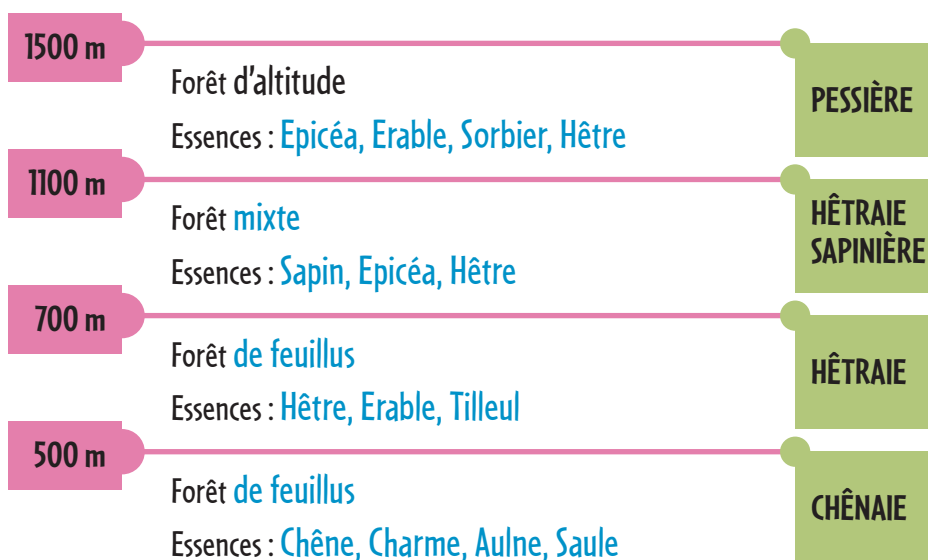 1500 m
Forêt d'altitude
Essences : Epicéa, Erable, Sorbier, Hêtre
PESSIÈRE
1100 m
Forêt mixte
Essences : Sapin, Epicéa, Hêtre
HÊTRAIE
SAPINIÈRE
700 m
Forêt de feuillus
Essences : Hêtre, Erable, Tilleul
HÊTRAIE
500 m
Forêt de feuillus
Essences : Chêne, Charme, Aulne, Saule
CHÊNAIE